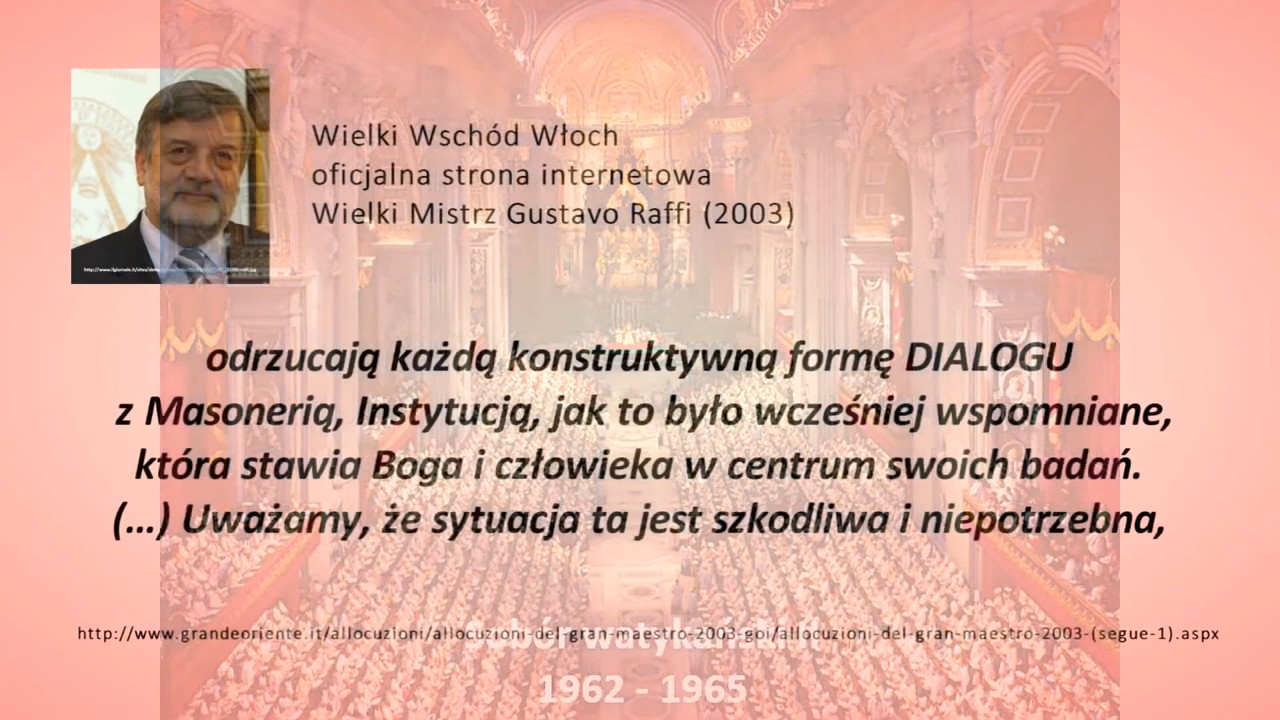 Wielki Wschód Włoch
oficjalna strona internetowa
Wielki Mistrz Gustavo Raffi (2003)
odrzucają każdą konstruktywną formę DIALOGU
z Masonerią, Instytucją, jak to było wcześniej wspomniane,
która stawia Boga i człowieka w centrum swoich badań.
(...) Uważamy, że sytuacja ta jest szkodliwa i niepotrzebna,
http://www.grandeoriente.it/allocuzioni/allocuzioni-del-gran-maestro-2003-goi/allocuzioni-del-gran-maestro-2003-(segue-1).aspx
Sobór watykański II
1962 - 1965